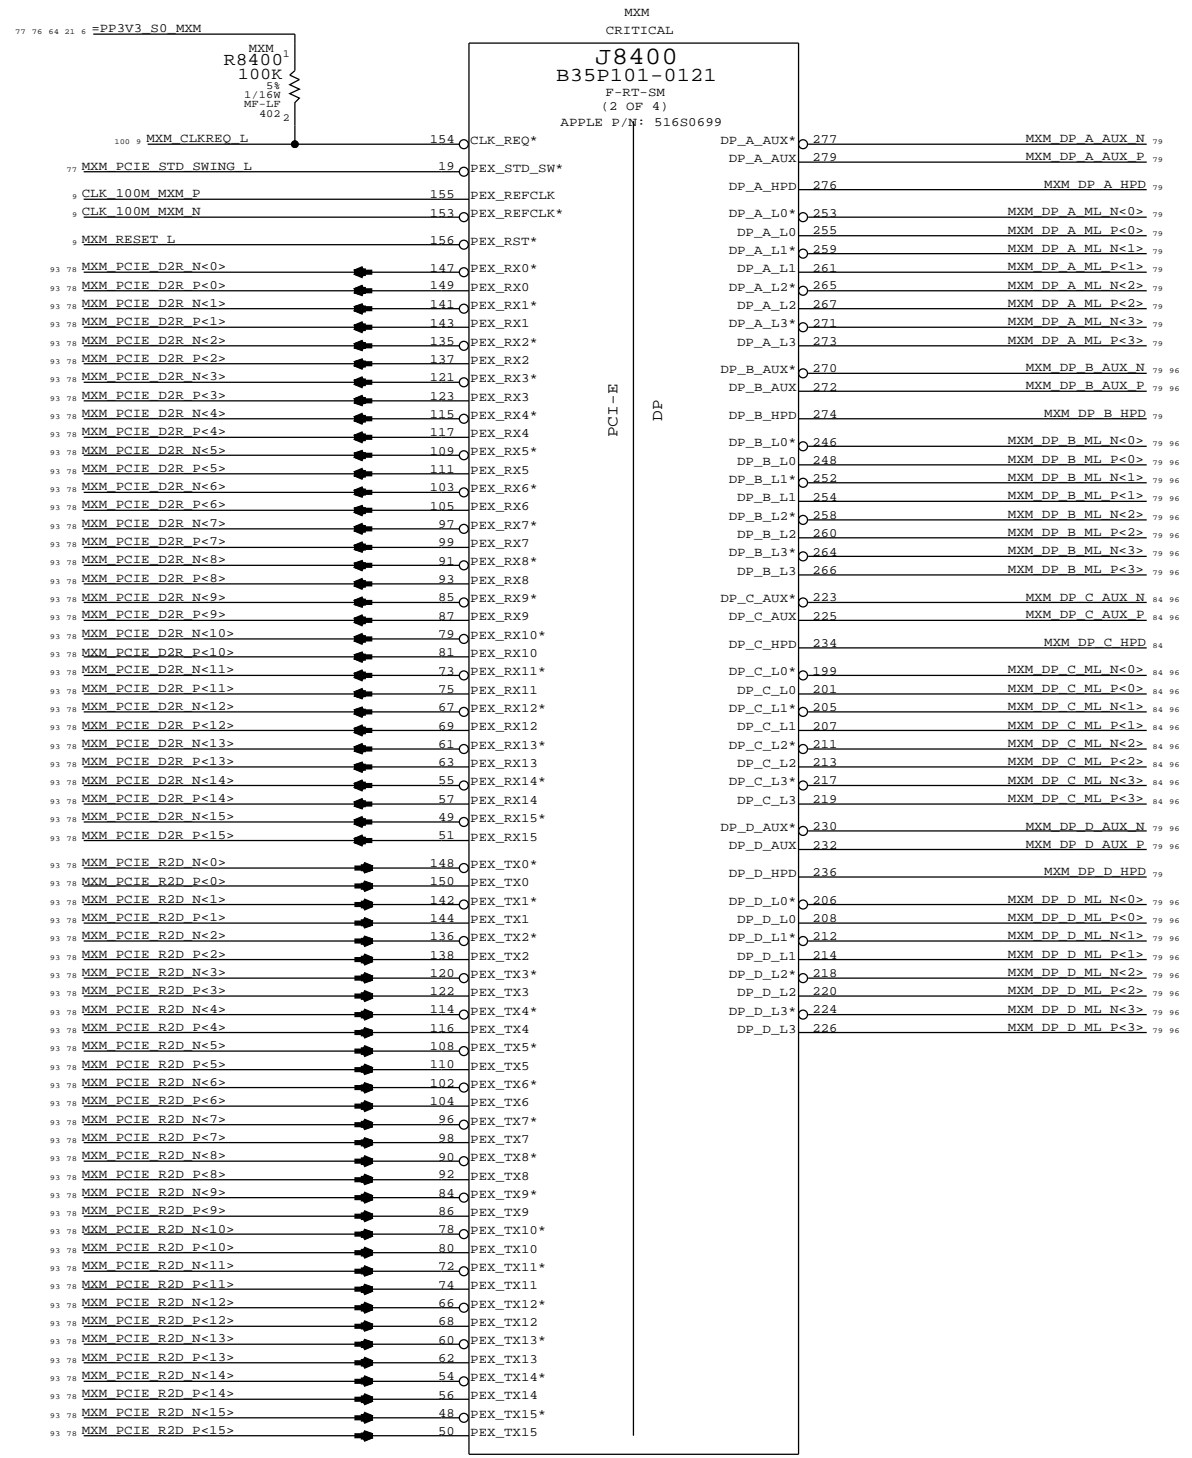 MXM
CRITICAL
77 76 64 21 6 =PP3V3_S0_MXM
MXM
R8400 1
100K
5%
1/16W
MF-LF
402 2
J8400
B35P101-0121
F-RT-SM
(2 OF 4)
APPLE P/N: 516S0699
PCI-E
DP
100 9 MXM_CLKREQ_L 154 CLK_REQ*
77 MXM_PCIE_STD_SWING_L 19 PEX_STD_SW*
9 CLK_100M_MXM_P 155 PEX_REFCLK
9 CLK_100M_MXM_N 153 PEX_REFCLK*
9 MXM_RESET_L 156 PEX_RST*
93 78 MXM_PCIE_D2R_N<0> 147 PEX_RX0*
93 78 MXM_PCIE_D2R_P<0> 149 PEX_RX0
93 78 MXM_PCIE_D2R_N<1> 141 PEX_RX1*
93 78 MXM_PCIE_D2R_P<1> 143 PEX_RX1
93 78 MXM_PCIE_D2R_N<2> 135 PEX_RX2*
93 78 MXM_PCIE_D2R_P<2> 137 PEX_RX2
93 78 MXM_PCIE_D2R_N<3> 121 PEX_RX3*
93 78 MXM_PCIE_D2R_P<3> 123 PEX_RX3
93 78 MXM_PCIE_D2R_N<4> 115 PEX_RX4*
93 78 MXM_PCIE_D2R_P<4> 117 PEX_RX4
93 78 MXM_PCIE_D2R_N<5> 109 PEX_RX5*
93 78 MXM_PCIE_D2R_P<5> 111 PEX_RX5
93 78 MXM_PCIE_D2R_N<6> 103 PEX_RX6*
93 78 MXM_PCIE_D2R_P<6> 105 PEX_RX6
93 78 MXM_PCIE_D2R_N<7> 97 PEX_RX7*
93 78 MXM_PCIE_D2R_P<7> 99 PEX_RX7
93 78 MXM_PCIE_D2R_N<8> 91 PEX_RX8*
93 78 MXM_PCIE_D2R_P<8> 93 PEX_RX8
93 78 MXM_PCIE_D2R_N<9> 85 PEX_RX9*
93 78 MXM_PCIE_D2R_P<9> 87 PEX_RX9
93 78 MXM_PCIE_D2R_N<10> 79 PEX_RX10*
93 78 MXM_PCIE_D2R_P<10> 81 PEX_RX10
93 78 MXM_PCIE_D2R_N<11> 73 PEX_RX11*
93 78 MXM_PCIE_D2R_P<11> 75 PEX_RX11
93 78 MXM_PCIE_D2R_N<12> 67 PEX_RX12*
93 78 MXM_PCIE_D2R_P<12> 69 PEX_RX12
93 78 MXM_PCIE_D2R_N<13> 61 PEX_RX13*
93 78 MXM_PCIE_D2R_P<13> 63 PEX_RX13
93 78 MXM_PCIE_D2R_N<14> 55 PEX_RX14*
93 78 MXM_PCIE_D2R_P<14> 57 PEX_RX14
93 78 MXM_PCIE_D2R_N<15> 49 PEX_RX15*
93 78 MXM_PCIE_D2R_P<15> 51 PEX_RX15
93 78 MXM_PCIE_R2D_N<0> 148 PEX_TX0*
93 78 MXM_PCIE_R2D_P<0> 150 PEX_TX0
93 78 MXM_PCIE_R2D_N<1> 142 PEX_TX1*
93 78 MXM_PCIE_R2D_P<1> 144 PEX_TX1
93 78 MXM_PCIE_R2D_N<2> 136 PEX_TX2*
93 78 MXM_PCIE_R2D_P<2> 138 PEX_TX2
93 78 MXM_PCIE_R2D_N<3> 120 PEX_TX3*
93 78 MXM_PCIE_R2D_P<3> 122 PEX_TX3
93 78 MXM_PCIE_R2D_N<4> 114 PEX_TX4*
93 78 MXM_PCIE_R2D_P<4> 116 PEX_TX4
93 78 MXM_PCIE_R2D_N<5> 108 PEX_TX5*
93 78 MXM_PCIE_R2D_P<5> 110 PEX_TX5
93 78 MXM_PCIE_R2D_N<6> 102 PEX_TX6*
93 78 MXM_PCIE_R2D_P<6> 104 PEX_TX6
93 78 MXM_PCIE_R2D_N<7> 96 PEX_TX7*
93 78 MXM_PCIE_R2D_P<7> 98 PEX_TX7
93 78 MXM_PCIE_R2D_N<8> 90 PEX_TX8*
93 78 MXM_PCIE_R2D_P<8> 92 PEX_TX8
93 78 MXM_PCIE_R2D_N<9> 84 PEX_TX9*
93 78 MXM_PCIE_R2D_P<9> 86 PEX_TX9
93 78 MXM_PCIE_R2D_N<10> 78 PEX_TX10*
93 78 MXM_PCIE_R2D_P<10> 80 PEX_TX10
93 78 MXM_PCIE_R2D_N<11> 72 PEX_TX11*
93 78 MXM_PCIE_R2D_P<11> 74 PEX_TX11
93 78 MXM_PCIE_R2D_N<12> 66 PEX_TX12*
93 78 MXM_PCIE_R2D_P<12> 68 PEX_TX12
93 78 MXM_PCIE_R2D_N<13> 60 PEX_TX13*
93 78 MXM_PCIE_R2D_P<13> 62 PEX_TX13
93 78 MXM_PCIE_R2D_N<14> 54 PEX_TX14*
93 78 MXM_PCIE_R2D_P<14> 56 PEX_TX14
93 78 MXM_PCIE_R2D_N<15> 48 PEX_TX15*
93 78 MXM_PCIE_R2D_P<15> 50 PEX_TX15
DP_A_AUX* 277 MXM_DP_A_AUX_N 79
DP_A_AUX 279 MXM_DP_A_AUX_P 79
DP_A_HPD 276 MXM_DP_A_HPD 79
DP_A_L0* 253 MXM_DP_A_ML_N<0> 79
DP_A_L0 255 MXM_DP_A_ML_P<0> 79
DP_A_L1* 259 MXM_DP_A_ML_N<1> 79
DP_A_L1 261 MXM_DP_A_ML_P<1> 79
DP_A_L2* 265 MXM_DP_A_ML_N<2> 79
DP_A_L2 267 MXM_DP_A_ML_P<2> 79
DP_A_L3* 271 MXM_DP_A_ML_N<3> 79
DP_A_L3 273 MXM_DP_A_ML_P<3> 79
DP_B_AUX* 270 MXM_DP_B_AUX_N 79 96
DP_B_AUX 272 MXM_DP_B_AUX_P 79 96
DP_B_HPD 274 MXM_DP_B_HPD 79
DP_B_L0* 246 MXM_DP_B_ML_N<0> 79 96
DP_B_L0 248 MXM_DP_B_ML_P<0> 79 96
DP_B_L1* 252 MXM_DP_B_ML_N<1> 79 96
DP_B_L1 254 MXM_DP_B_ML_P<1> 79 96
DP_B_L2* 258 MXM_DP_B_ML_N<2> 79 96
DP_B_L2 260 MXM_DP_B_ML_P<2> 79 96
DP_B_L3* 264 MXM_DP_B_ML_N<3> 79 96
DP_B_L3 266 MXM_DP_B_ML_P<3> 79 96
DP_C_AUX* 223 MXM_DP_C_AUX_N 84 96
DP_C_AUX 225 MXM_DP_C_AUX_P 84 96
DP_C_HPD 234 MXM_DP_C_HPD 84
DP_C_L0* 199 MXM_DP_C_ML_N<0> 84 96
DP_C_L0 201 MXM_DP_C_ML_P<0> 84 96
DP_C_L1* 205 MXM_DP_C_ML_N<1> 84 96
DP_C_L1 207 MXM_DP_C_ML_P<1> 84 96
DP_C_L2* 211 MXM_DP_C_ML_N<2> 84 96
DP_C_L2 213 MXM_DP_C_ML_P<2> 84 96
DP_C_L3* 217 MXM_DP_C_ML_N<3> 84 96
DP_C_L3 219 MXM_DP_C_ML_P<3> 84 96
DP_D_AUX* 230 MXM_DP_D_AUX_N 79 96
DP_D_AUX 232 MXM_DP_D_AUX_P 79 96
DP_D_HPD 236 MXM_DP_D_HPD 79
DP_D_L0* 206 MXM_DP_D_ML_N<0> 79 96
DP_D_L0 208 MXM_DP_D_ML_P<0> 79 96
DP_D_L1* 212 MXM_DP_D_ML_N<1> 79 96
DP_D_L1 214 MXM_DP_D_ML_P<1> 79 96
DP_D_L2* 218 MXM_DP_D_ML_N<2> 79 96
DP_D_L2 220 MXM_DP_D_ML_P<2> 79 96
DP_D_L3* 224 MXM_DP_D_ML_N<3> 79 96
DP_D_L3 226 MXM_DP_D_ML_P<3> 79 96